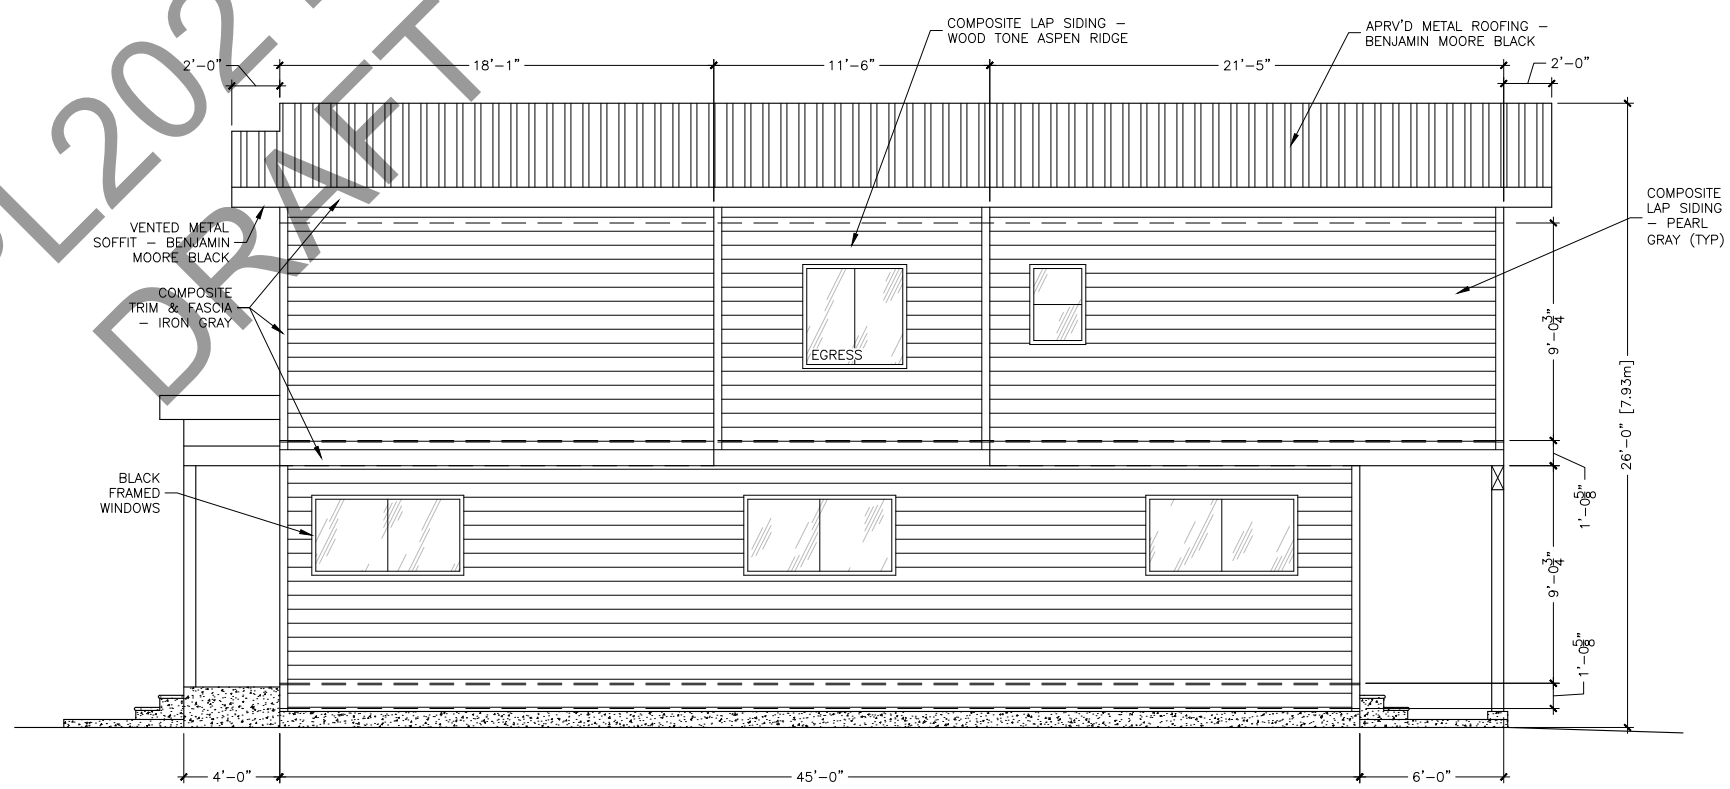 PL202
DRAFT
COMPOSITE LAP SIDING –
WOOD TONE ASPEN RIDGE
APRV'D METAL ROOFING –
BENJAMIN MOORE BLACK
2'-0"
18'-1"
11'-6"
21'-5"
2'-0"
VENTED METAL
SOFFIT – BENJAMIN
MOORE BLACK
COMPOSITE
LAP SIDING
– PEARL
GRAY (TYP)
COMPOSITE
TRIM & FASCIA
– IRON GRAY
EGRESS
9'-0¾"
26'-0" [7.93m]
BLACK
FRAMED
WINDOWS
1'-0⅝"
9'-0¾"
1'-0⅝"
4'-0"
45'-0"
6'-0"